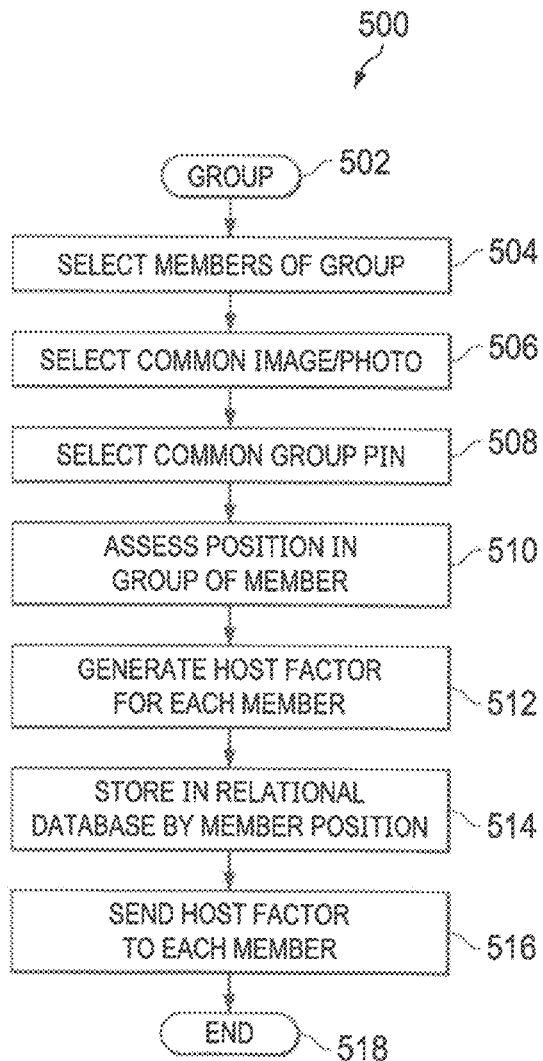 500
GROUP 502
SELECT MEMBERS OF GROUP 504
SELECT COMMON IMAGE/PHOTO 506
SELECT COMMON GROUP PIN 508
ASSESS POSITION IN
GROUP OF MEMBER 510
GENERATE HOST FACTOR
FOR EACH MEMBER 512
STORE IN RELATIONAL
DATABASE BY MEMBER POSITION 514
SEND HOST FACTOR
TO EACH MEMBER 516
END 518